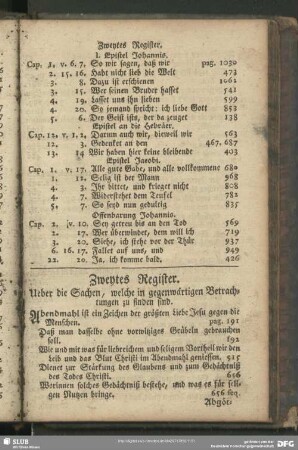 Zweytes Register.
I. Epistel Johannis.
Cap. 1, v. 6. 7, So wir sagen, daß wir pag. 1030
2. 15. 16, Habt nicht lieb die Welt 473
3. 8. Dazu ist erschienen 1061
3. 15. Wer seinen Bruder hasset 541
4. 19. Lasset uns ihn lieben 599
4. 20. So jemand spricht: ich liebe Gott 853
5. 6. Der Geist ists, der da zeuget 138
Epistel an die Hebräer,
Cap. 12, v. 1. 2, Darum auch wir, dieweil wir 563
12. 3. Gedenket an den 467. 687
13. 14 Wir haben hier keine bleibende 403
Epistel Jacobi.
Cap. 1, v. 17. Alle gute Gabe, und alle vollkommene 680
1. 12. Selig ist der Mann 968
4. 3. Ihr bittet, und krieget nicht 808
4. 7. Widerstehet dem Teufel 782
5. 7. So seyd nun geduldig 835
Offenbarung Johannis.
Cap. 2, v. 10. Sey getreu bis an den Tod 569
2. 17. Wer überwindet, dem will ich 719
3. 20. Siehe, ich stehe vor der Thür 937
6. 16. 17. Fallet auf uns, und 949
22. 20. Ja, ich komme bald, 426
Zweytes Register.
Ueber die Sachen, welche in gegenwärtigen Betrach-
tungen zu finden sind.
Abendmahl ist ein Zeichen der größten Liebe Jesu gegen die
Menschen. pag. 191
Daß man dasselbe ohne vorwitziges Grübeln gebrauchen
soll. 192
Wie und mit was für liebreichem und seligem Vortheil wir den
Leib und das Blut Christi im Abendmahl geniessen. 515
Dienet zur Stärkung des Glaubens und zum Gedächtniß
des Todes Christi. 656
Worinnen solches Gedächtniß bestehe, und was es für sell-
gen Nutzen bringe. 656 seq.
Abgöt-
SLUB